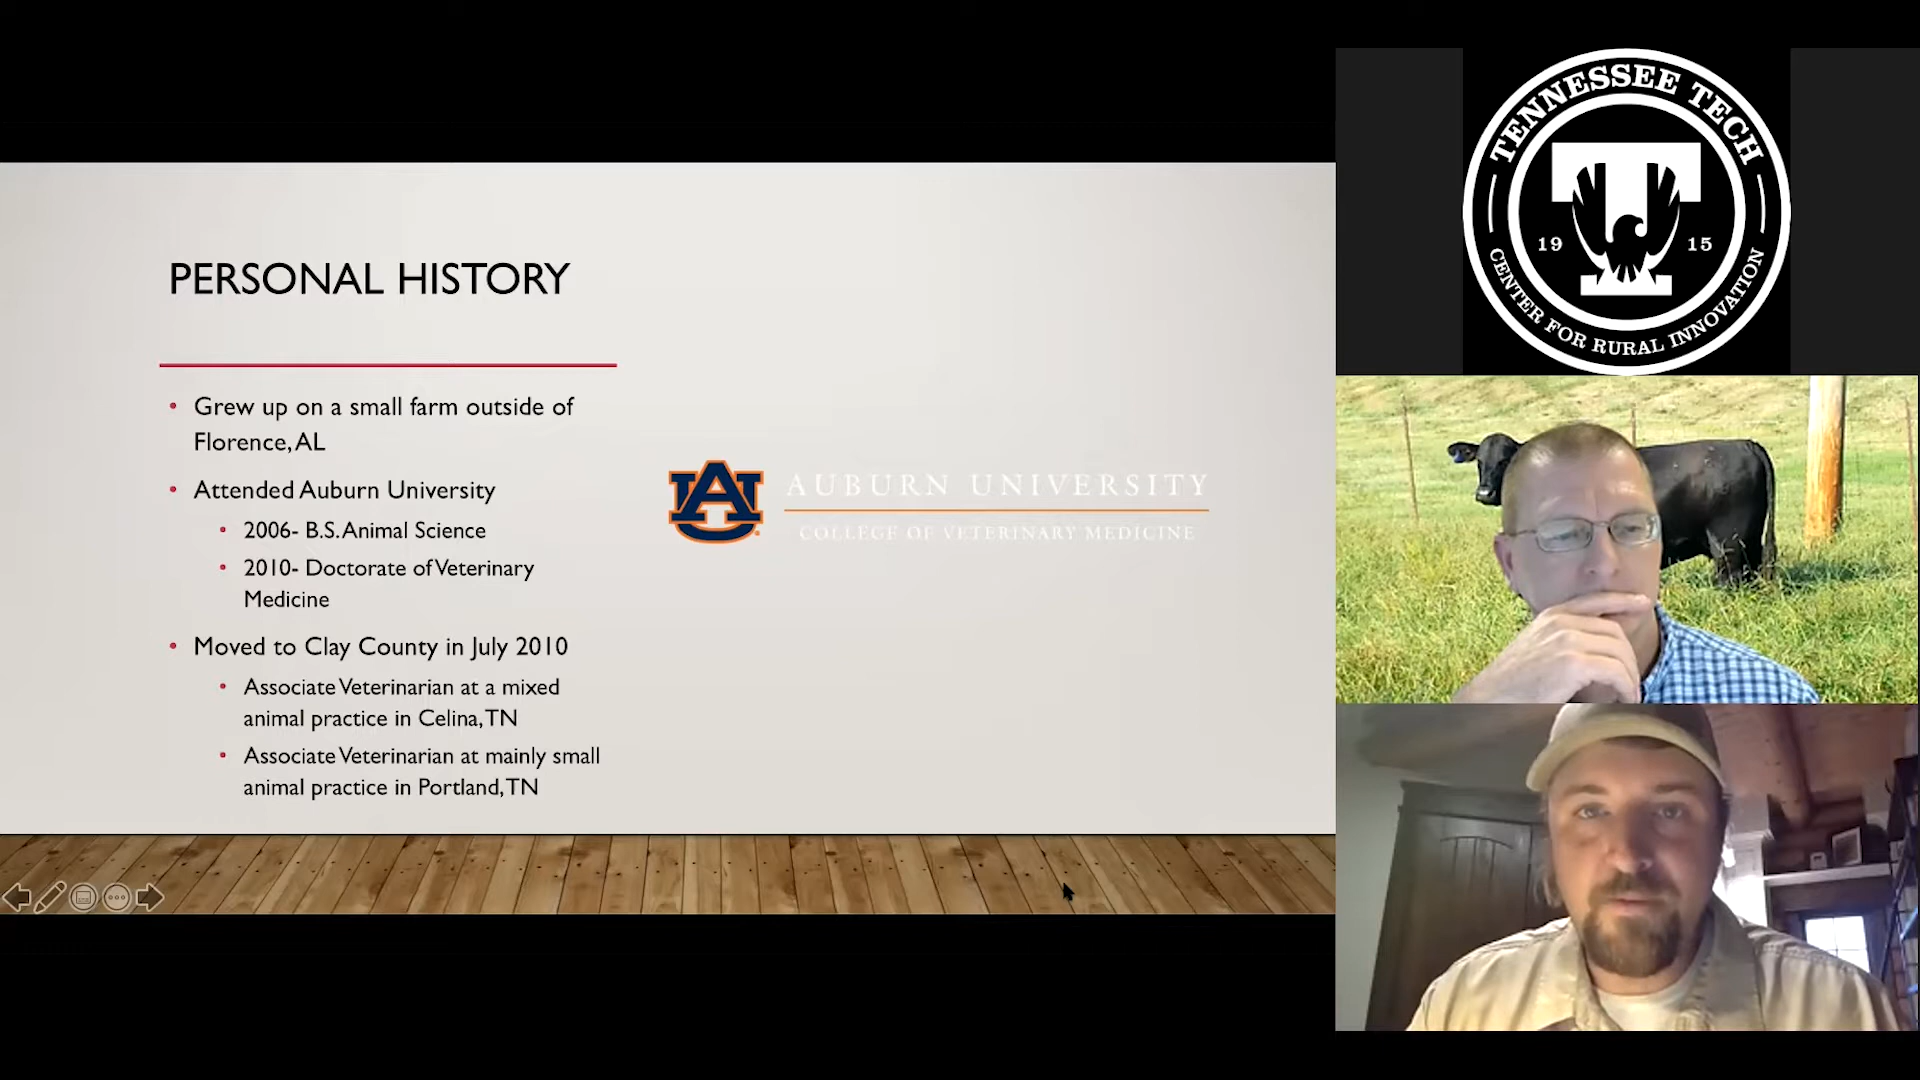 PERSONAL HISTORY
• Grew up on a small farm outside of
Florence, AL
• Attended Auburn University
• 2006- B.S. Animal Science
• 2010- Doctorate of Veterinary
Medicine
• Moved to Clay County in July 2010
• Associate Veterinarian at a mixed
animal practice in Celina, TN
• Associate Veterinarian at mainly small
animal practice in Portland, TN
AU
AUBURN UNIVERSITY
COLLEGE OF VETERINARY MEDICINE
TENNESSEE TECH
T
19 15
CENTER FOR RURAL INNOVATION